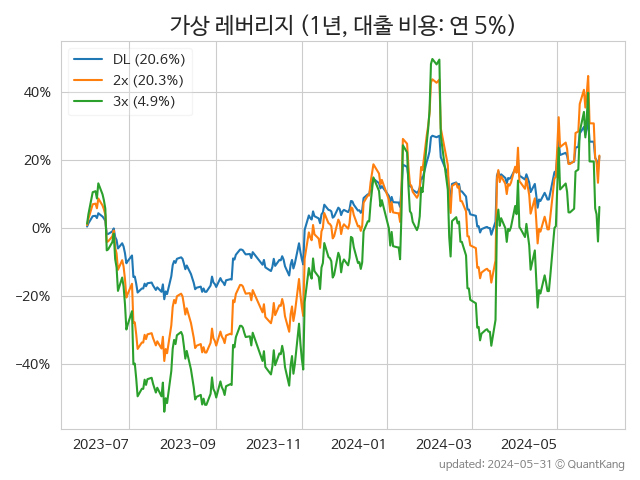 가상 레버리지 (1년, 대출 비용: 연 5%)
DL (20.6%)
2x (20.3%)
3x (4.9%)
40%
20%
0%
−20%
−40%
2023-07 2023-09 2023-11 2024-01 2024-03 2024-05
updated: 2024-05-31 © QuantKang